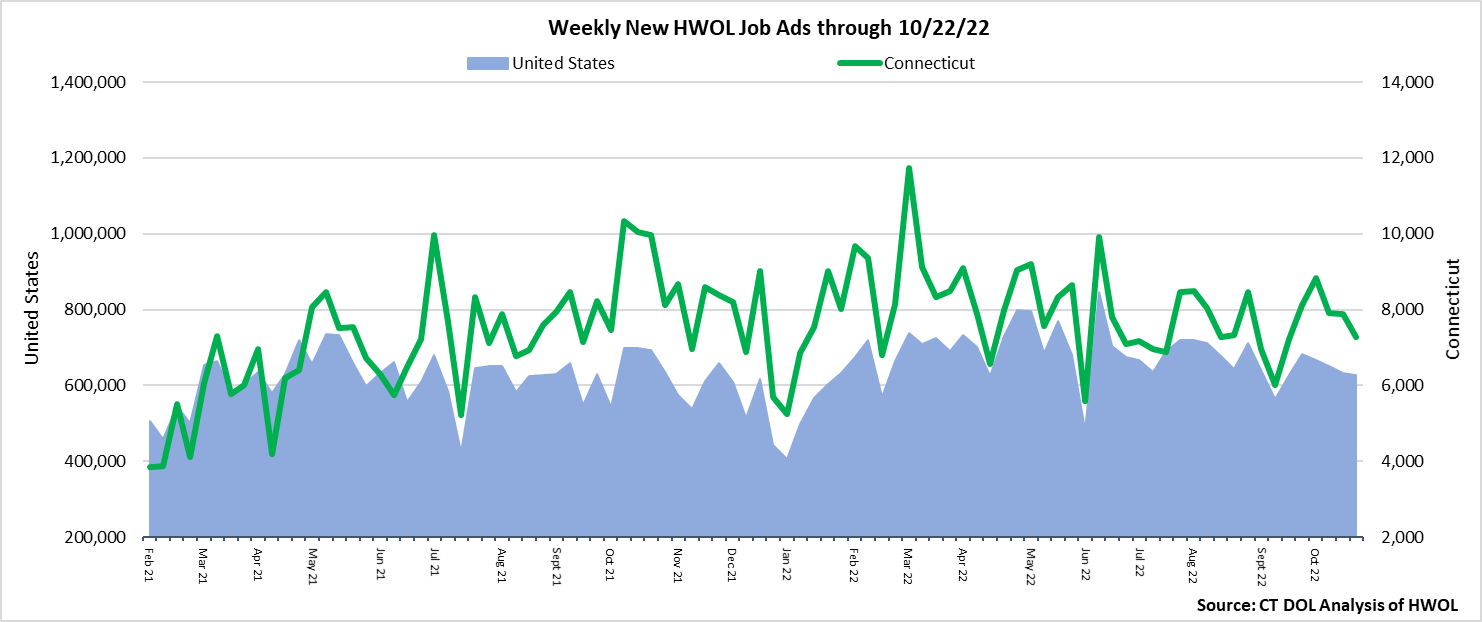 Weekly New HWOL Job Ads through 10/22/22
United States
Connecticut
1,400,000
1,200,000
1,000,000
800,000
600,000
400,000
200,000
United States
14,000
12,000
10,000
8,000
6,000
4,000
2,000
Connecticut
Feb 21
Mar 21
Apr 21
May 21
Jun 21
Jul 21
Aug 21
Sept 21
Oct 21
Nov 21
Dec 21
Jan 22
Feb 22
Mar 22
Apr 22
May 22
Jun 22
Jul 22
Aug 22
Sept 22
Oct 22
Source: CT DOL Analysis of HWOL